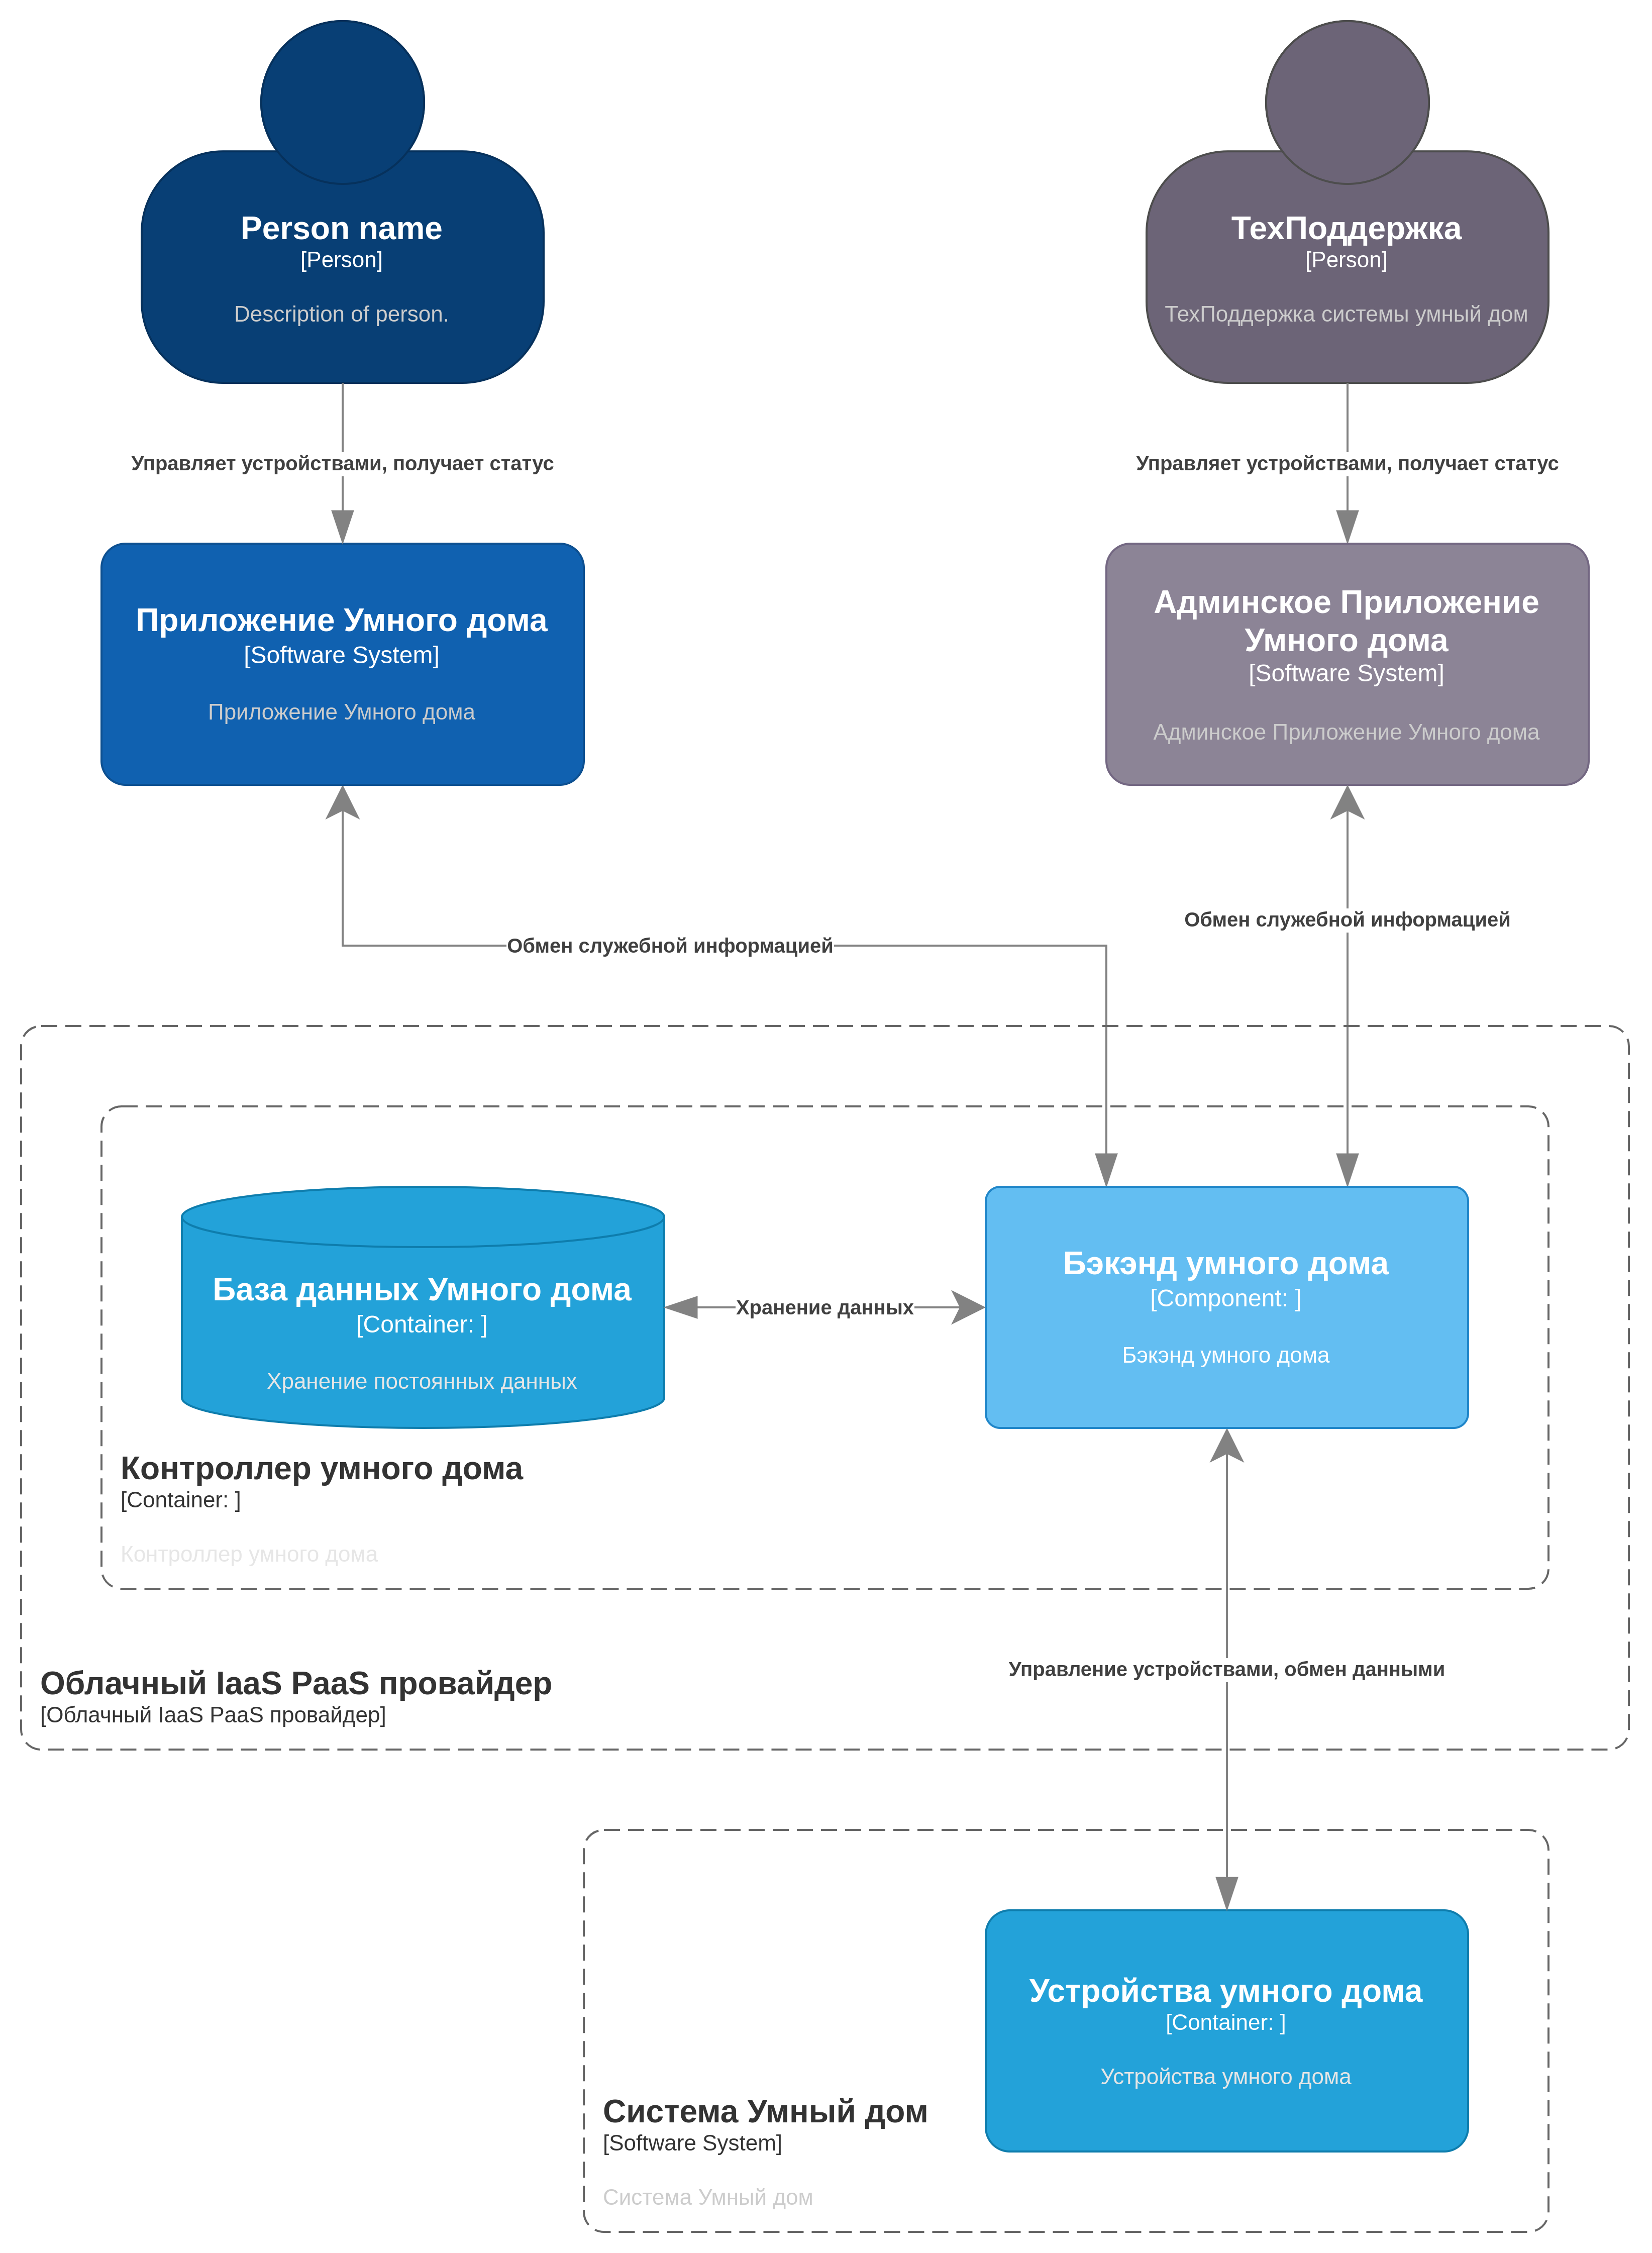 Person name
[Person]
Description of person.
ТехПоддержка
[Person]
ТехПоддержка системы умный дом
Управляет устройствами, получает статус
Управляет устройствами, получает статус
Приложение Умного дома
[Software System]
Приложение Умного дома
Админское Приложение
Умного дома
[Software System]
Админское Приложение Умного дома
Обмен служебной информацией
Обмен служебной информацией
База данных Умного дома
[Container: ]
Хранение постоянных данных
Хранение данных
Бэкэнд умного дома
[Component: ]
Бэкэнд умного дома
Контроллер умного дома
[Container: ]
Контроллер умного дома
Облачный IaaS PaaS провайдер
[Облачный IaaS PaaS провайдер]
Управление устройствами, обмен данными
Устройства умного дома
[Container: ]
Устройства умного дома
Система Умный дом
[Software System]
Система Умный дом